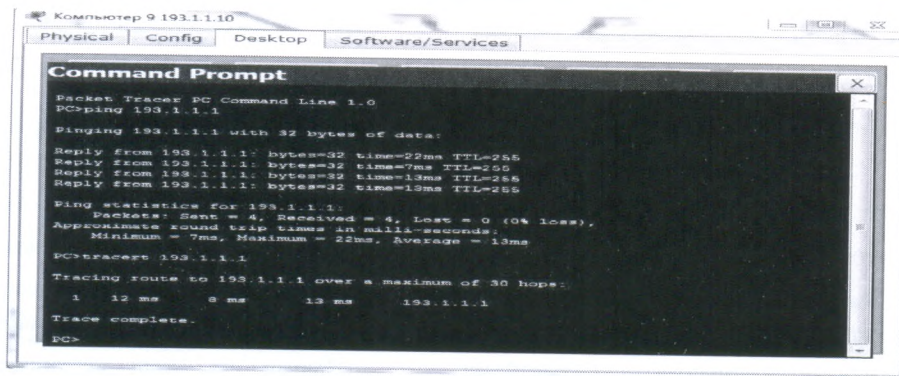 Компьютер 9 193.1.1.10
Physical Config Desktop Software/Services
Command Prompt
Packet Tracer PC Command Line 1.0
PC>ping 193.1.1.1
Pinging 193.1.1.1 with 32 bytes of data:
Reply from 193.1.1.1: bytes=32 time=22ms TTL=255
Reply from 193.1.1.1: bytes=32 time=7ms TTL=255
Reply from 193.1.1.1: bytes=32 time=13ms TTL=255
Reply from 193.1.1.1: bytes=32 time=13ms TTL=255
Ping statistics for 193.1.1.1:
Packets: Sent = 4, Received = 4, Lost = 0 (0% loss),
Approximate round trip times in milli-seconds:
Minimum = 7ms, Maximum = 22ms, Average = 13ms
PC>tracert 193.1.1.1
Tracing route to 193.1.1.1 over a maximum of 30 hops:
1 12 ms 8 ms 13 ms 193.1.1.1
Trace complete.
PC>